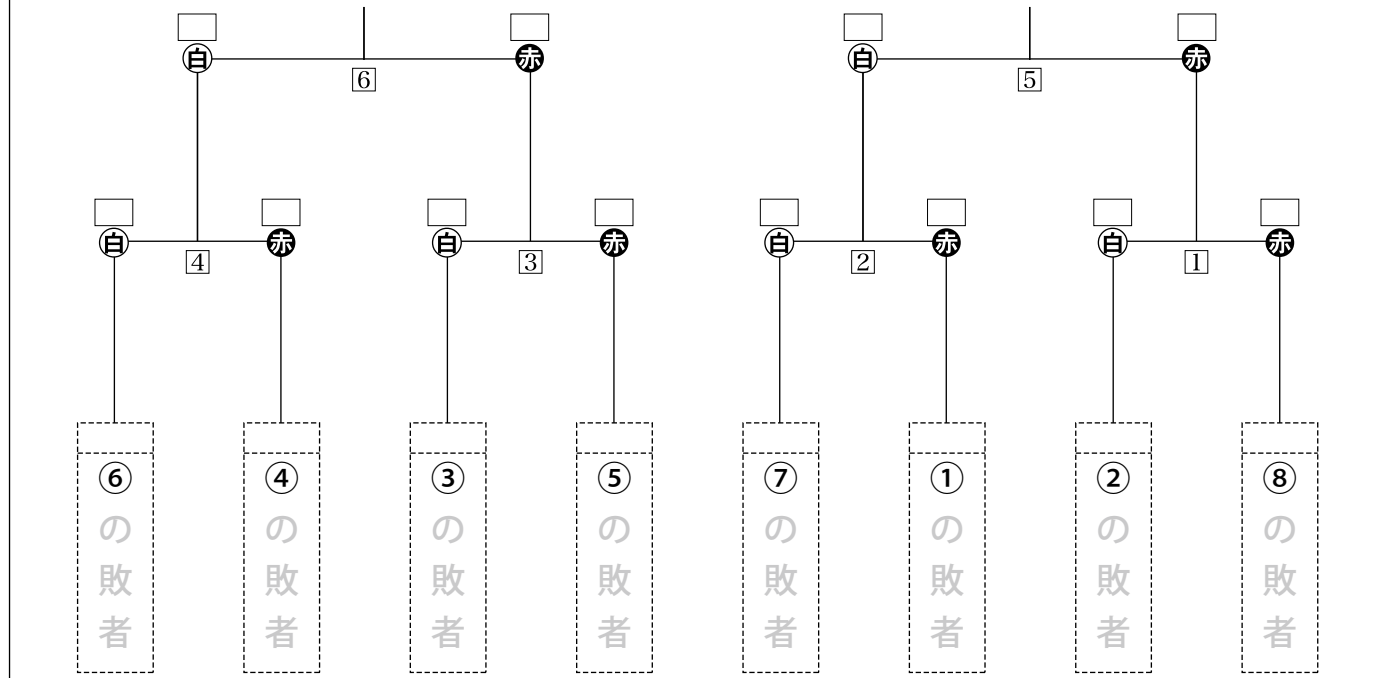 白 赤 白 赤
6 5
白 赤 白 赤 白 赤 白 赤
4 3 2 1
⑥の敗者
④の敗者
③の敗者
⑤の敗者
⑦の敗者
①の敗者
②の敗者
⑧の敗者